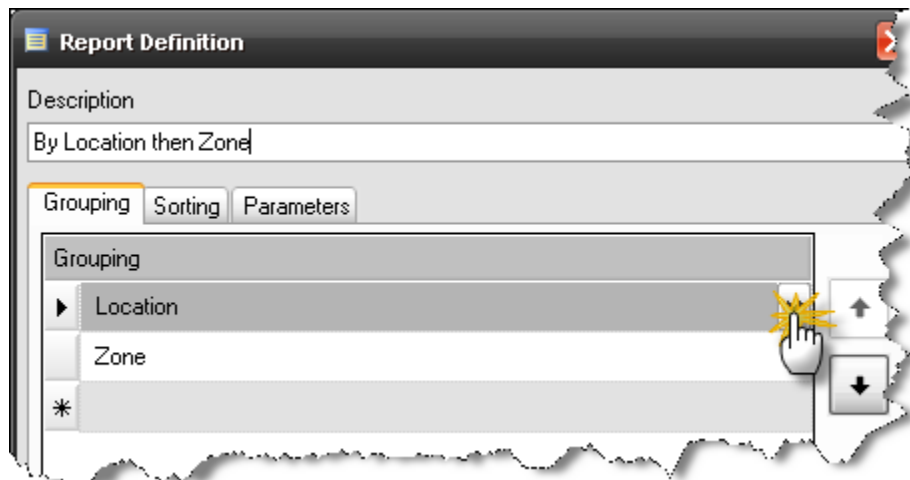 Report Definition
Description
By Location then Zone
Grouping Sorting Parameters
Grouping
Location
Zone